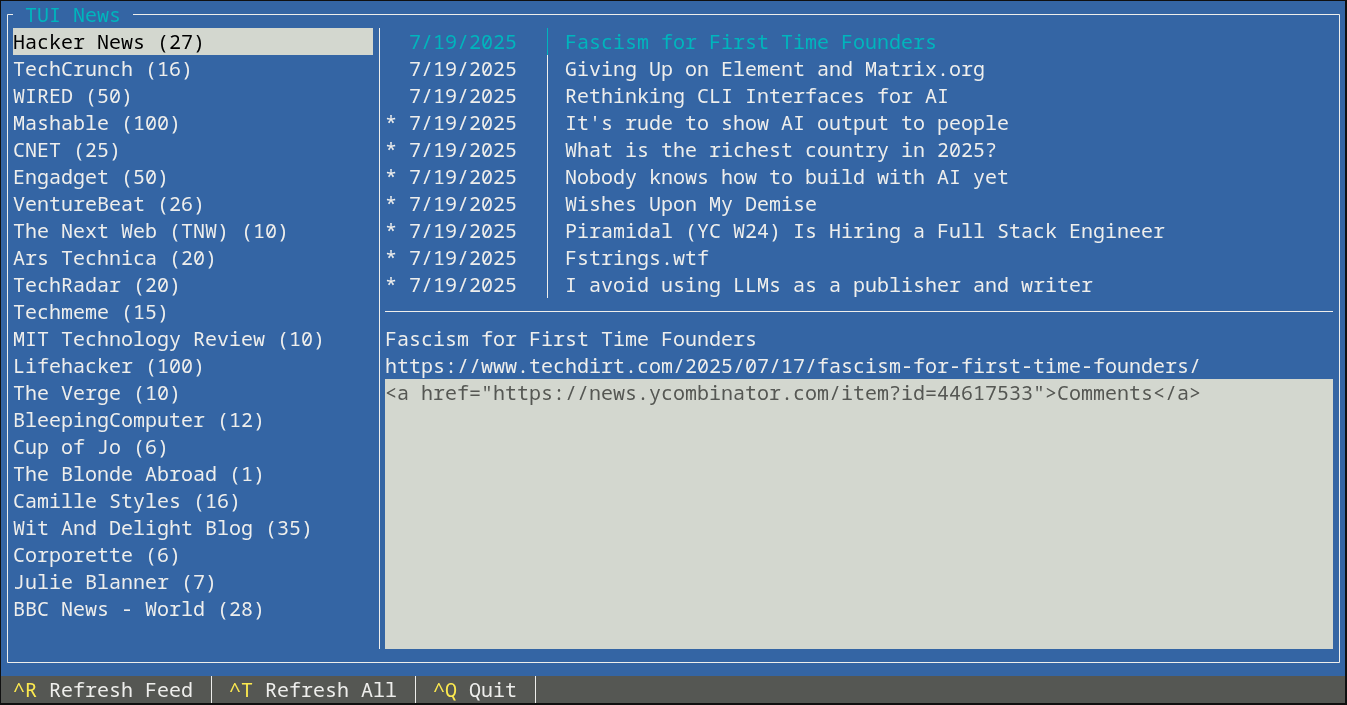 TUI News
Hacker News (27)
TechCrunch (16)
WIRED (50)
Mashable (100)
CNET (25)
Engadget (50)
VentureBeat (26)
The Next Web (TNW) (10)
Ars Technica (20)
TechRadar (20)
Techmeme (15)
MIT Technology Review (10)
Lifehacker (100)
The Verge (10)
BleepingComputer (12)
Cup of Jo (6)
The Blonde Abroad (1)
Camille Styles (16)
Wit And Delight Blog (35)
Corporette (6)
Julie Blanner (7)
BBC News - World (28)
7/19/2025 Fascism for First Time Founders
7/19/2025 Giving Up on Element and Matrix.org
7/19/2025 Rethinking CLI Interfaces for AI
* 7/19/2025 It's rude to show AI output to people
* 7/19/2025 What is the richest country in 2025?
* 7/19/2025 Nobody knows how to build with AI yet
* 7/19/2025 Wishes Upon My Demise
* 7/19/2025 Piramidal (YC W24) Is Hiring a Full Stack Engineer
* 7/19/2025 Fstrings.wtf
* 7/19/2025 I avoid using LLMs as a publisher and writer
Fascism for First Time Founders
https://www.techdirt.com/2025/07/17/fascism-for-first-time-founders/
<a href="https://news.ycombinator.com/item?id=44617533">Comments</a>
^R Refresh Feed ^T Refresh All ^Q Quit